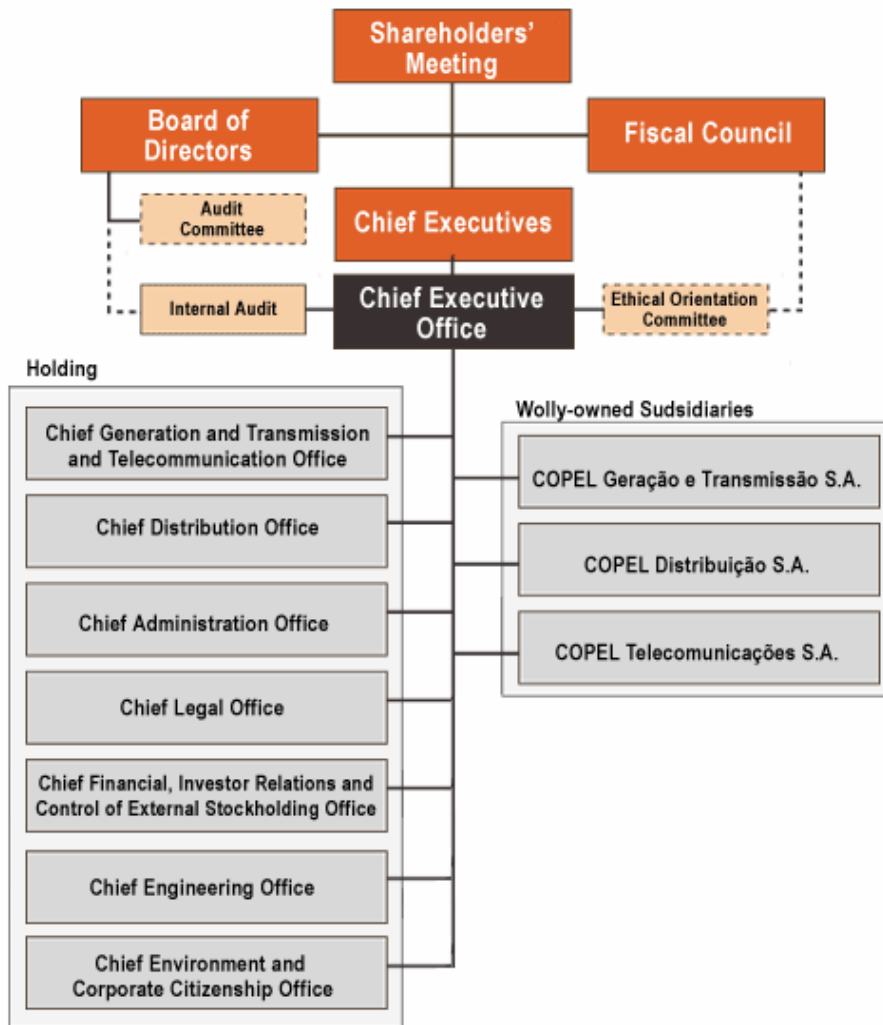 Shareholders'
Meeting
Board of
Directors
Fiscal Council
Audit
Committee
Chief Executives
Internal Audit
Chief Executive
Office
Ethical Orientation
Committee
Holding
Chief Generation and Transmission
and Telecommunication Office
Chief Distribution Office
Chief Administration Office
Chief Legal Office
Chief Financial, Investor Relations and
Control of External Stockholding Office
Chief Engineering Office
Chief Environment and
Corporate Citizenship Office
Wolly-owned Sudsidiaries
COPEL Geração e Transmissão S.A.
COPEL Distribuição S.A.
COPEL Telecomunicações S.A.